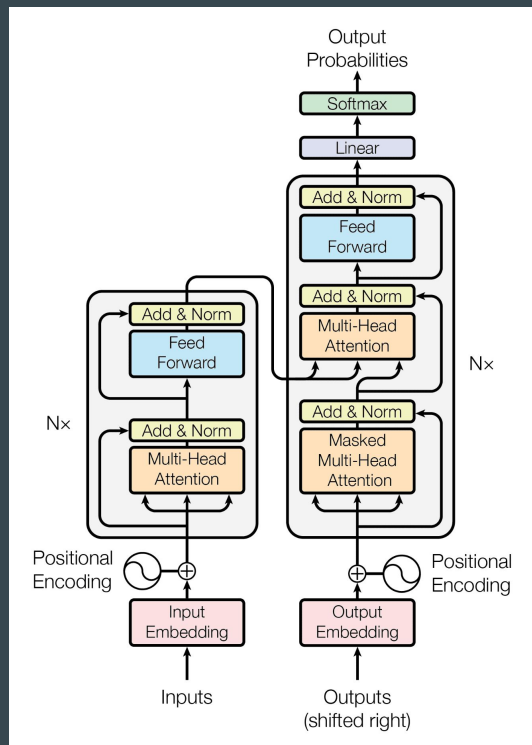 Output
Probabilities
Softmax
Linear
Add & Norm
Feed
Forward
Add & Norm
Multi-Head
Attention
Add & Norm
Masked
Multi-Head
Attention
N×
Positional
Encoding
Output
Embedding
Outputs
(shifted right)
Add & Norm
Feed
Forward
Add & Norm
Multi-Head
Attention
N×
Positional
Encoding
Input
Embedding
Inputs